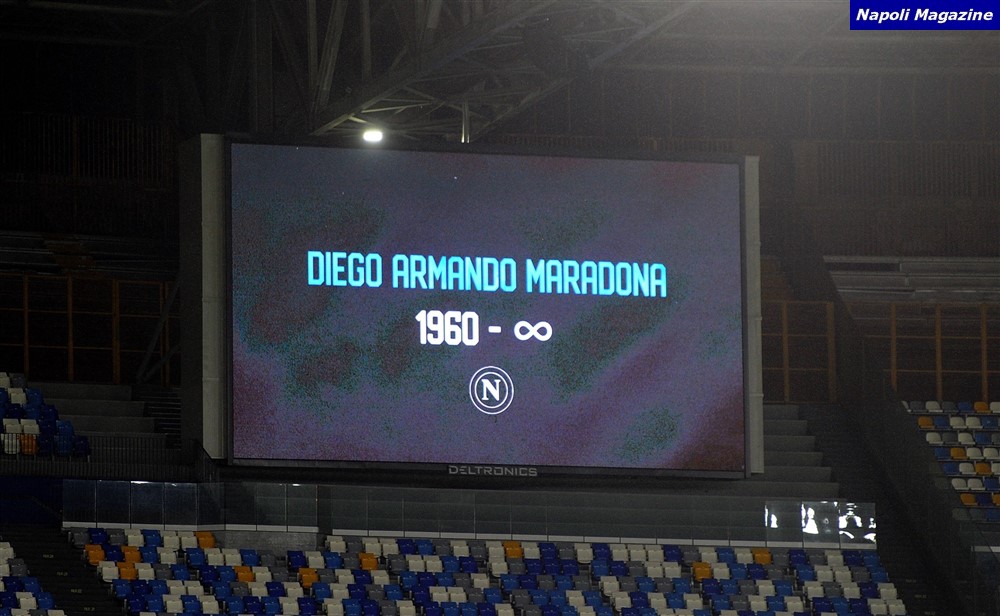 Napoli Magazine
DIEGO ARMANDO MARADONA
1960 - ∞
N
DELTRONICS